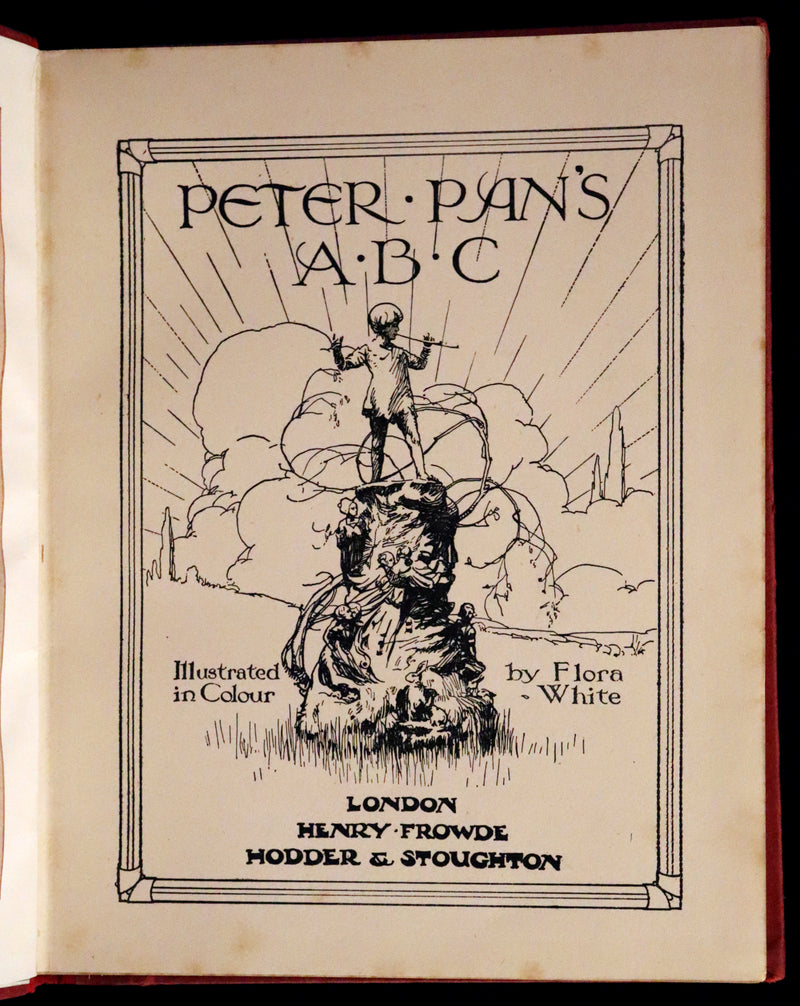 PETER · PAN'S
A · B · C
Illustrated by Flora
in Colour White
LONDON
HENRY · FROWDE
HODDER & STOUGHTON